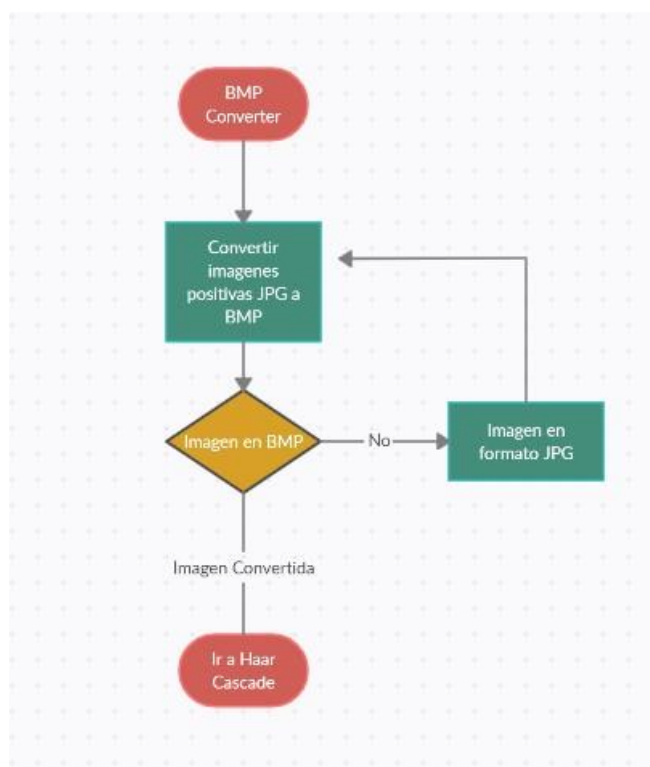 BMP
Converter
Convertir
imagenes
positivas JPG a
BMP
Imagen en BMP
No
Imagen en
formato JPG
Imagen Convertida
Ir a Haar
Cascade